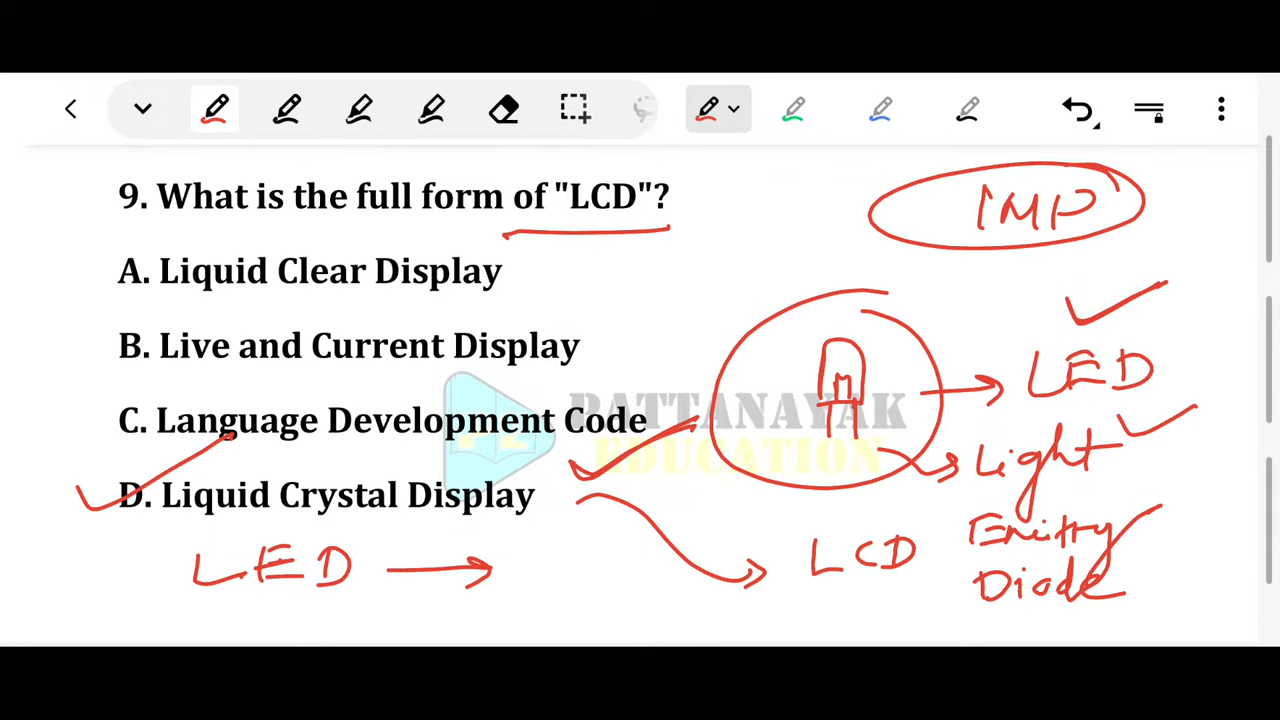 9. What is the full form of "LCD"?
IMP
A. Liquid Clear Display
B. Live and Current Display
LED
C. Language Development Code
PATTANAYAK
EDUCATION
Light
D. Liquid Crystal Display
Emitty
LCD
Diode
LED